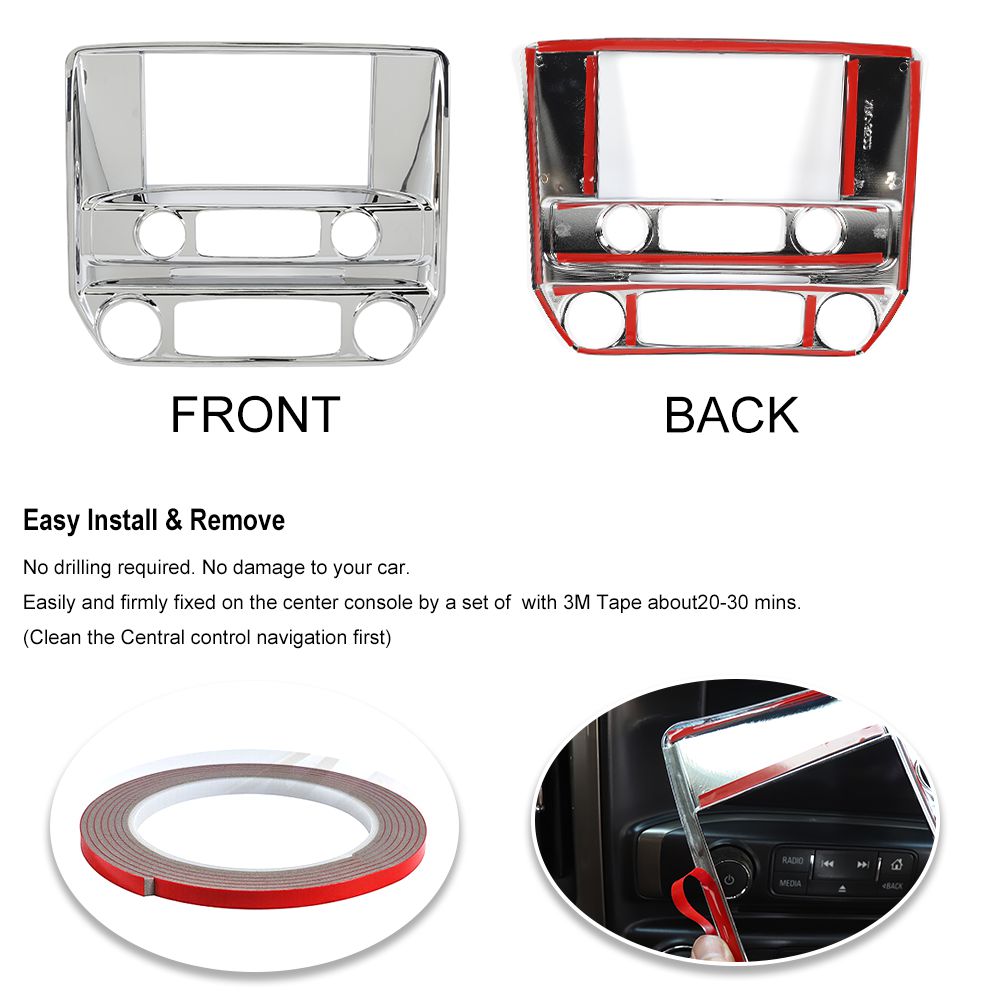 FRONT
BACK
Easy Install & Remove
No drilling required. No damage to your car.
Easily and firmly fixed on the center console by a set of  with 3M Tape about20-30 mins.
(Clean the Central control navigation first)
RADIO
MEDIA
<BACK